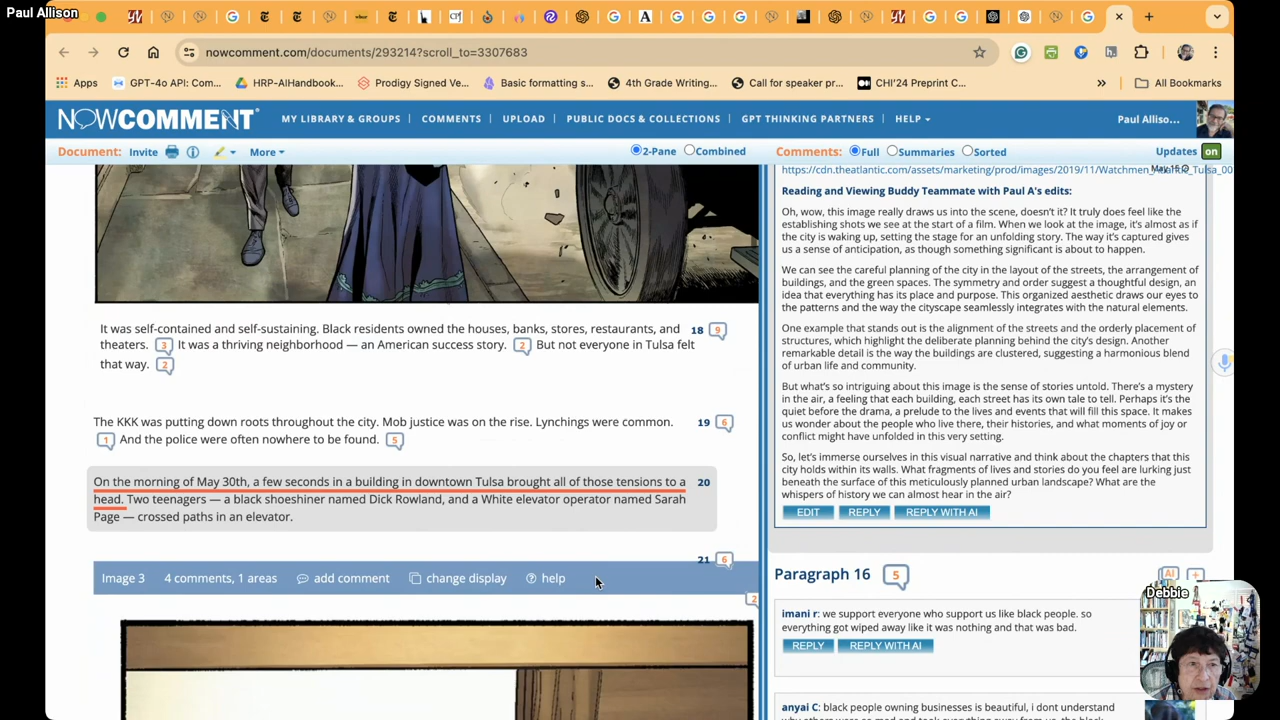 Paul Allison
nowcomment.com/documents/293214?scroll_to=3307683
Apps
GPT-4o API: Com...
HRP-AIHandbook...
Prodigy Signed Ve...
Basic formatting s...
4th Grade Writing...
Call for speaker pr...
CHI'24 Preprint C...
All Bookmarks
NOWCOMMENT®
MY LIBRARY & GROUPS
COMMENTS
UPLOAD
PUBLIC DOCS & COLLECTIONS
GPT THINKING PARTNERS
HELP
Paul Alliso...
Document: Invite More 2-Pane Combined
Comments: Full Summaries Sorted Updates on
It was self-contained and self-sustaining. Black residents owned the houses, banks, stores, restaurants, and 18 9
theaters. 3 It was a thriving neighborhood — an American success story. 2 But not everyone in Tulsa felt
that way. 2
The KKK was putting down roots throughout the city. Mob justice was on the rise. Lynchings were common. 19 6
1 And the police were often nowhere to be found. 5
On the morning of May 30th, a few seconds in a building in downtown Tulsa brought all of those tensions to a 20
head. Two teenagers — a black shoeshiner named Dick Rowland, and a White elevator operator named Sarah
Page — crossed paths in an elevator.
21 6
Image 3 4 comments, 1 areas add comment change display help
2
https://cdn.theatlantic.com/assets/marketing/prod/images/2019/11/Watchmen_
Reading and Viewing Buddy Teammate with Paul A's edits:
Oh, wow, this image really draws us into the scene, doesn't it? It truly does feel like the
establishing shots we see at the start of a film. When we look at the image, it's almost as if
the city is waking up, setting the stage for an unfolding story. The way it's captured gives
us a sense of anticipation, as though something significant is about to happen.
We can see the careful planning of the city in the layout of the streets, the arrangement of
buildings, and the green spaces. The symmetry and order suggest a thoughtful design, an
idea that everything has its place and purpose. This organized aesthetic draws our eyes to
the patterns and the way the cityscape seamlessly integrates with the natural elements.
One example that stands out is the alignment of the streets and the orderly placement of
structures, which highlight the deliberate planning behind the city's design. Another
remarkable detail is the way the buildings are clustered, suggesting a harmonious blend
of urban life and community.
But what's so intriguing about this image is the sense of stories untold. There's a mystery
in the air, a feeling that each building, each street has its own tale to tell. Perhaps it's the
quiet before the drama, a prelude to the lives and events that will fill this space. It makes
us wonder about the people who live there, their histories, and what moments of joy or
conflict might have unfolded in this very setting.
So, let's immerse ourselves in this visual narrative and think about the chapters that this
city holds within its walls. What fragments of lives and stories do you feel are lurking just
beneath the surface of this meticulously planned urban landscape? What are the
whispers of history we can almost hear in the air?
EDIT REPLY REPLY WITH AI
Paragraph 16 5 AI +
imani r: we support everyone who support us like black people. so
everything got wiped away like it was nothing and that was bad.
REPLY REPLY WITH AI
anyai C: black people owning businesses is beautiful, i dont understand
Debbie